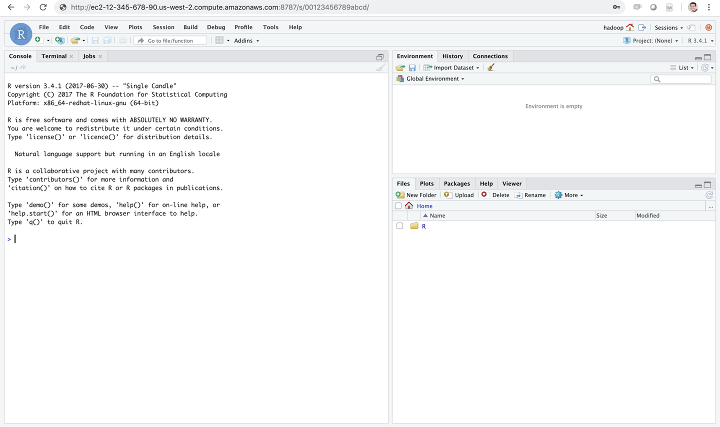 http://ec2-12-345-678-90.us-west-2.compute.amazonaws.com:8787/s/00123456789abcd/
R
File Edit Code View Plots Session Build Debug Profile Tools Help
hadoop
Sessions
Go to file/function
Addins
Project: (None)
R 3.4.1
Console Terminal Jobs
~/
R version 3.4.1 (2017-06-30) -- "Single Candle"
Copyright (C) 2017 The R Foundation for Statistical Computing
Platform: x86_64-redhat-linux-gnu (64-bit)
R is free software and comes with ABSOLUTELY NO WARRANTY.
You are welcome to redistribute it under certain conditions.
Type 'license()' or 'licence()' for distribution details.
Natural language support but running in an English locale
R is a collaborative project with many contributors.
Type 'contributors()' for more information and
'citation()' on how to cite R or R packages in publications.
Type 'demo()' for some demos, 'help()' for on-line help, or
'help.start()' for an HTML browser interface to help.
Type 'q()' to quit R.
>
Environment History Connections
Import Dataset
List
Global Environment
Environment is empty
Files Plots Packages Help Viewer
New Folder Upload Delete Rename More
Home
...
Name Size Modified
R